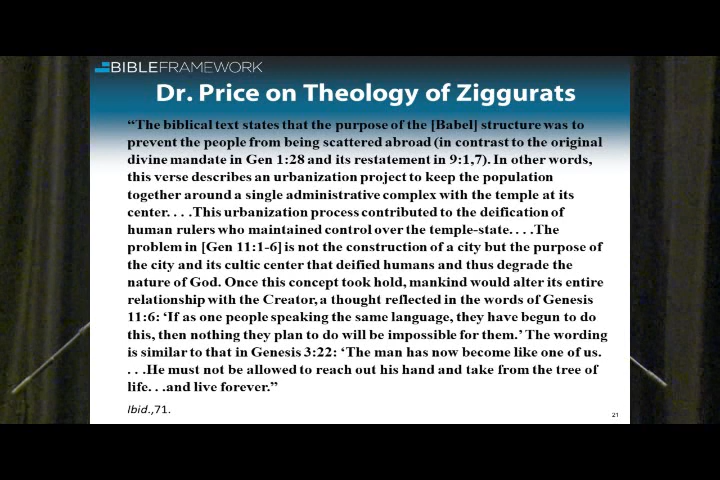 BIBLEFRAMEWORK
Dr. Price on Theology of Ziggurats
“The biblical text states that the purpose of the [Babel] structure was to
prevent the people from being scattered abroad (in contrast to the original
divine mandate in Gen 1:28 and its restatement in 9:1,7). In other words,
this verse describes an urbanization project to keep the population
together around a single administrative complex with the temple at its
center. . . .This urbanization process contributed to the deification of
human rulers who maintained control over the temple-state. . . .The
problem in [Gen 11:1-6] is not the construction of a city but the purpose of
the city and its cultic center that deified humans and thus degrade the
nature of God. Once this concept took hold, mankind would alter its entire
relationship with the Creator, a thought reflected in the words of Genesis
11:6: ‘If as one people speaking the same language, they have begun to do
this, then nothing they plan to do will be impossible for them.’ The wording
is similar to that in Genesis 3:22: ‘The man has now become like one of us.
. . .He must not be allowed to reach out his hand and take from the tree of
life. . .and live forever.”
Ibid.,71.
21